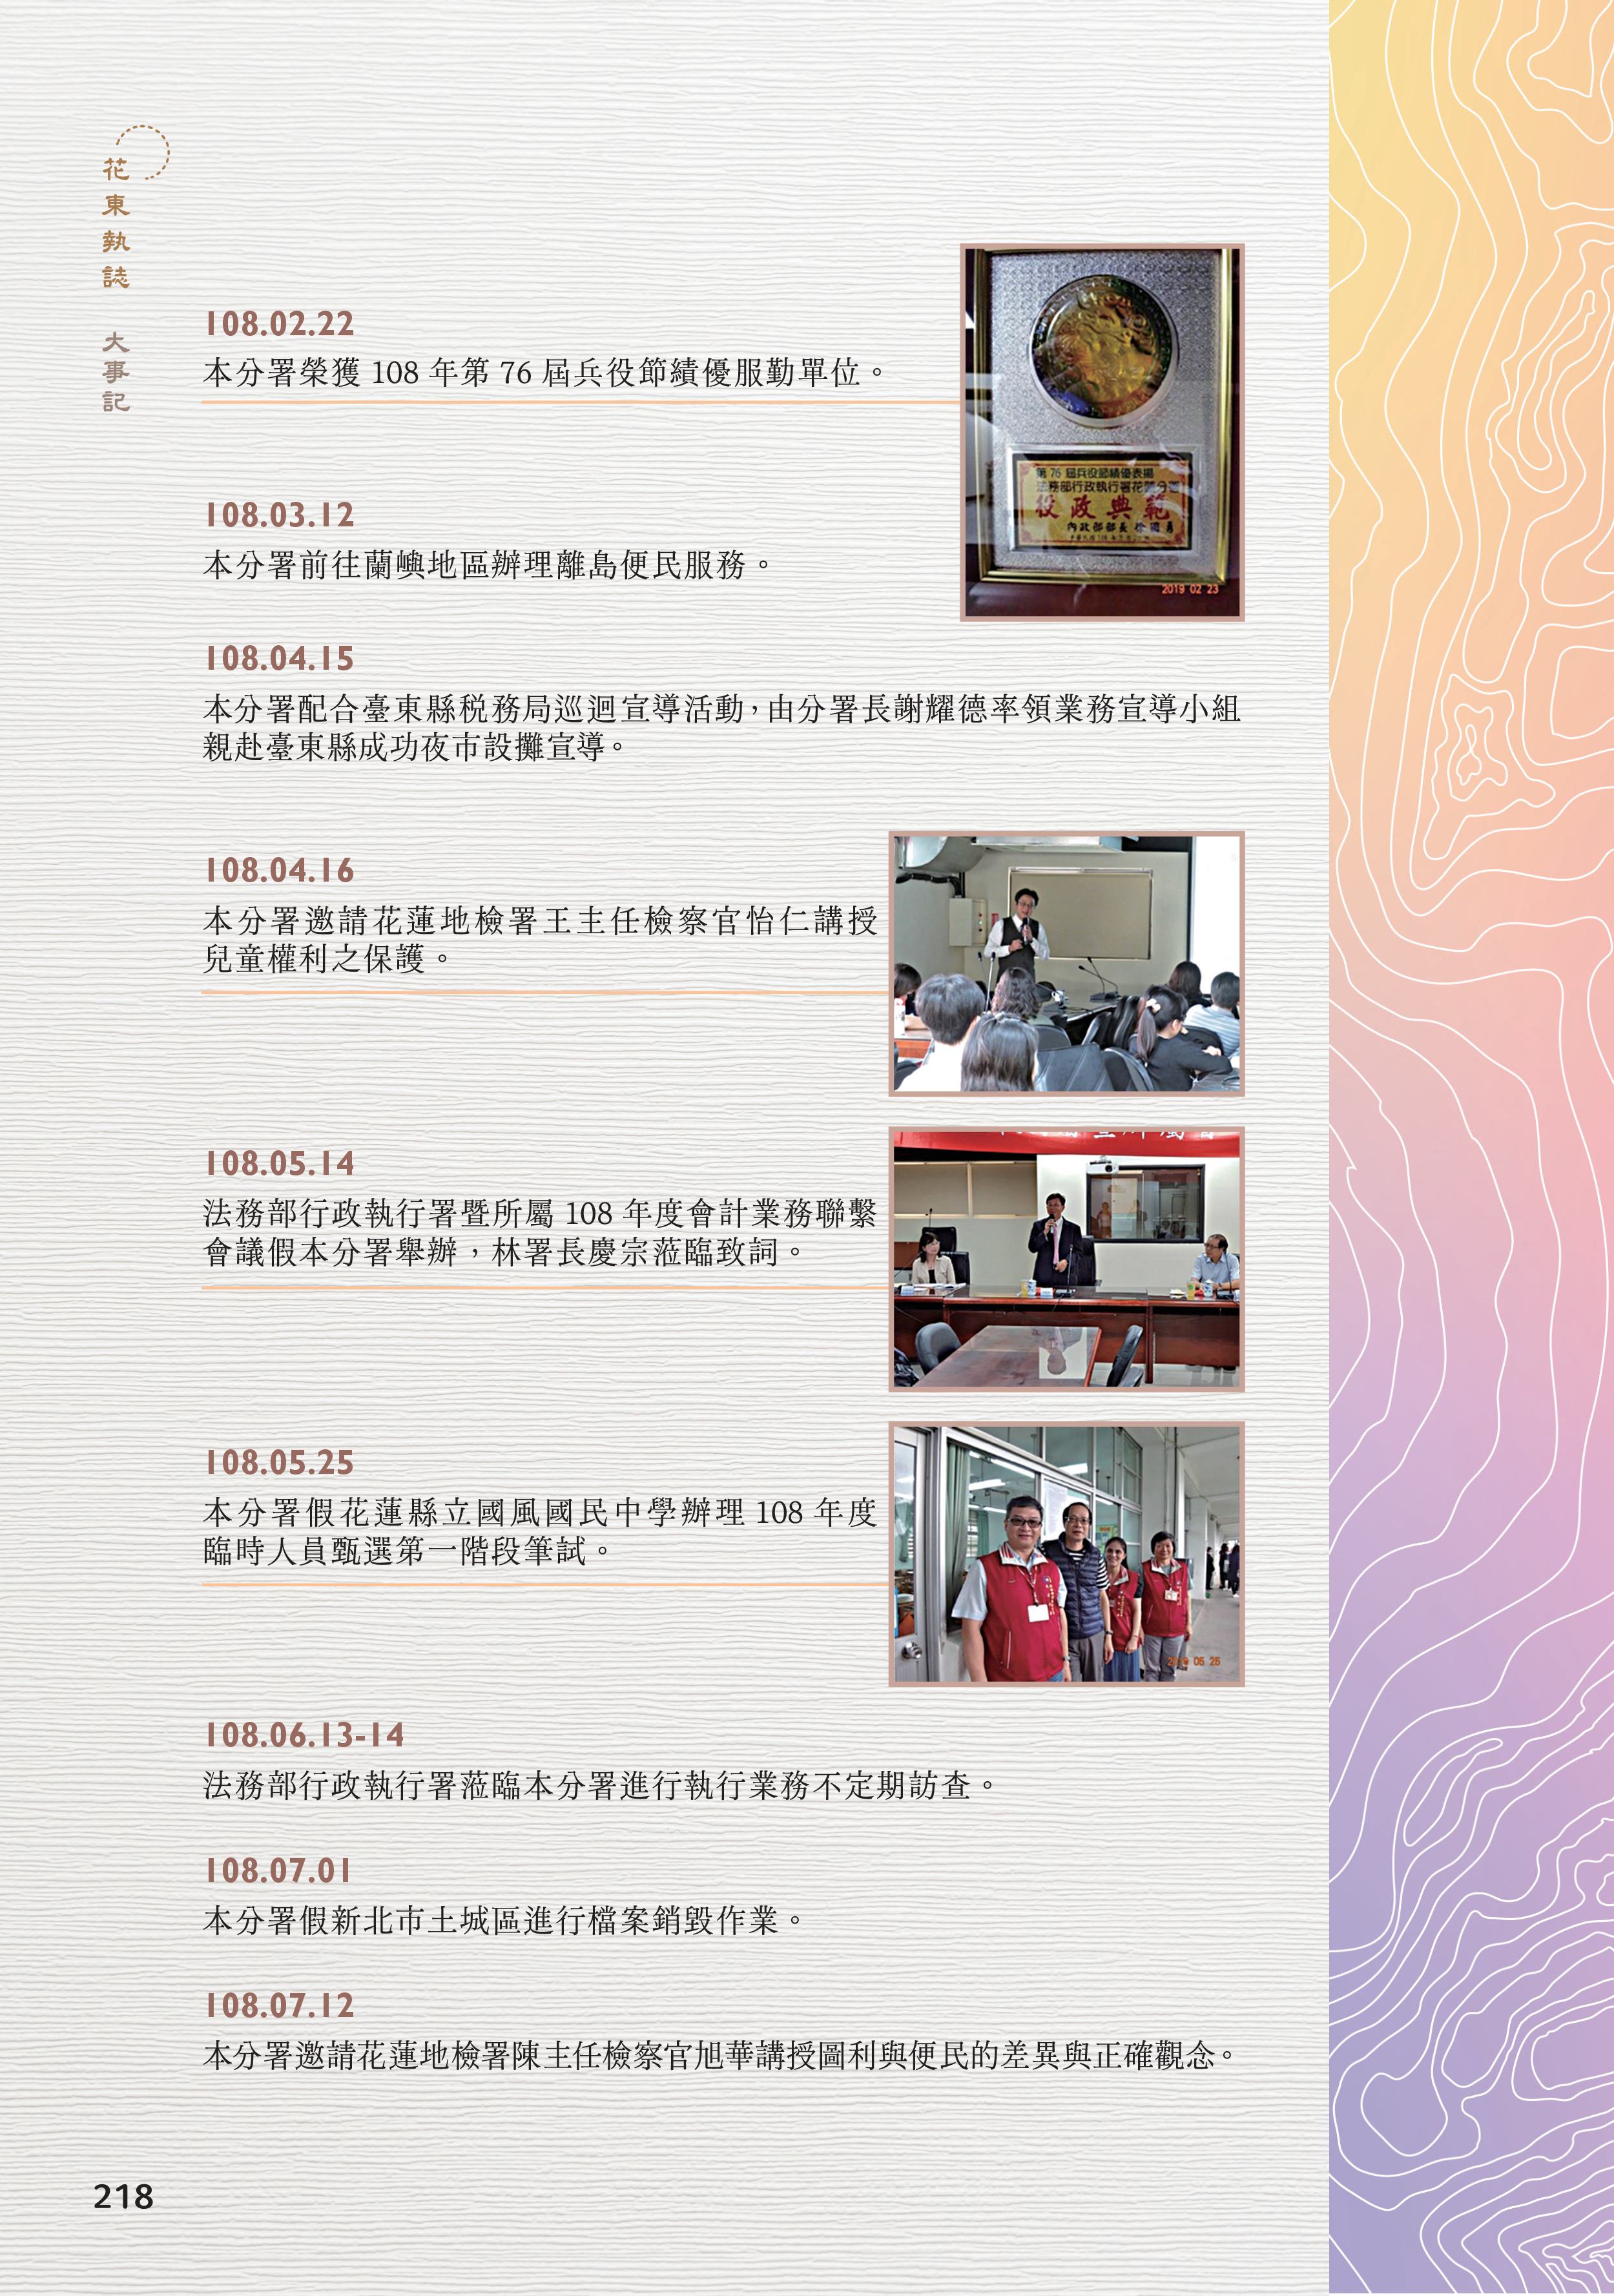 花東執誌 大事記
108.02.22
本分署榮獲 108 年第 76 屆兵役節績優服勤單位。
第 76 屆兵役節績優表揚
法務部行政執行署花蓮分署
役政典範
內政部部長 徐國勇
2019 02 23
108.03.12
本分署前往蘭嶼地區辦理離島便民服務。
108.04.15
本分署配合臺東縣稅務局巡迴宣導活動，由分署長謝耀德率領業務宣導小組
親赴臺東縣成功夜市設攤宣導。
108.04.16
本分署邀請花蓮地檢署王主任檢察官怡仁講授
兒童權利之保護。
108.05.14
法務部行政執行署暨所屬 108 年度會計業務聯繫
會議假本分署舉辦，林署長慶宗蒞臨致詞。
108.05.25
本分署假花蓮縣立國風國民中學辦理 108 年度
臨時人員甄選第一階段筆試。
2019 05 25
108.06.13-14
法務部行政執行署蒞臨本分署進行執行業務不定期訪查。
108.07.01
本分署假新北市土城區進行檔案銷毀作業。
108.07.12
本分署邀請花蓮地檢署陳主任檢察官旭華講授圖利與便民的差異與正確觀念。
218